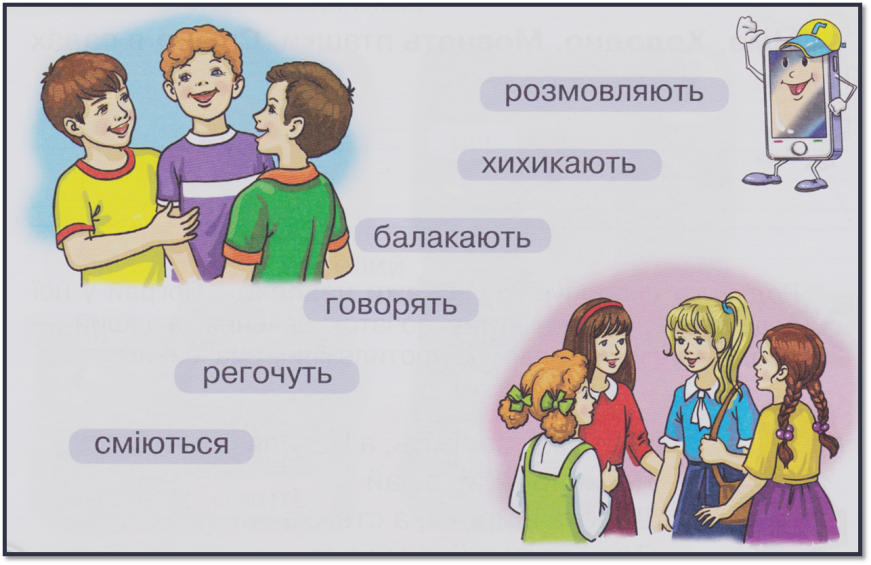 розмовляють
хихикають
балакають
говорять
регочуть
сміються